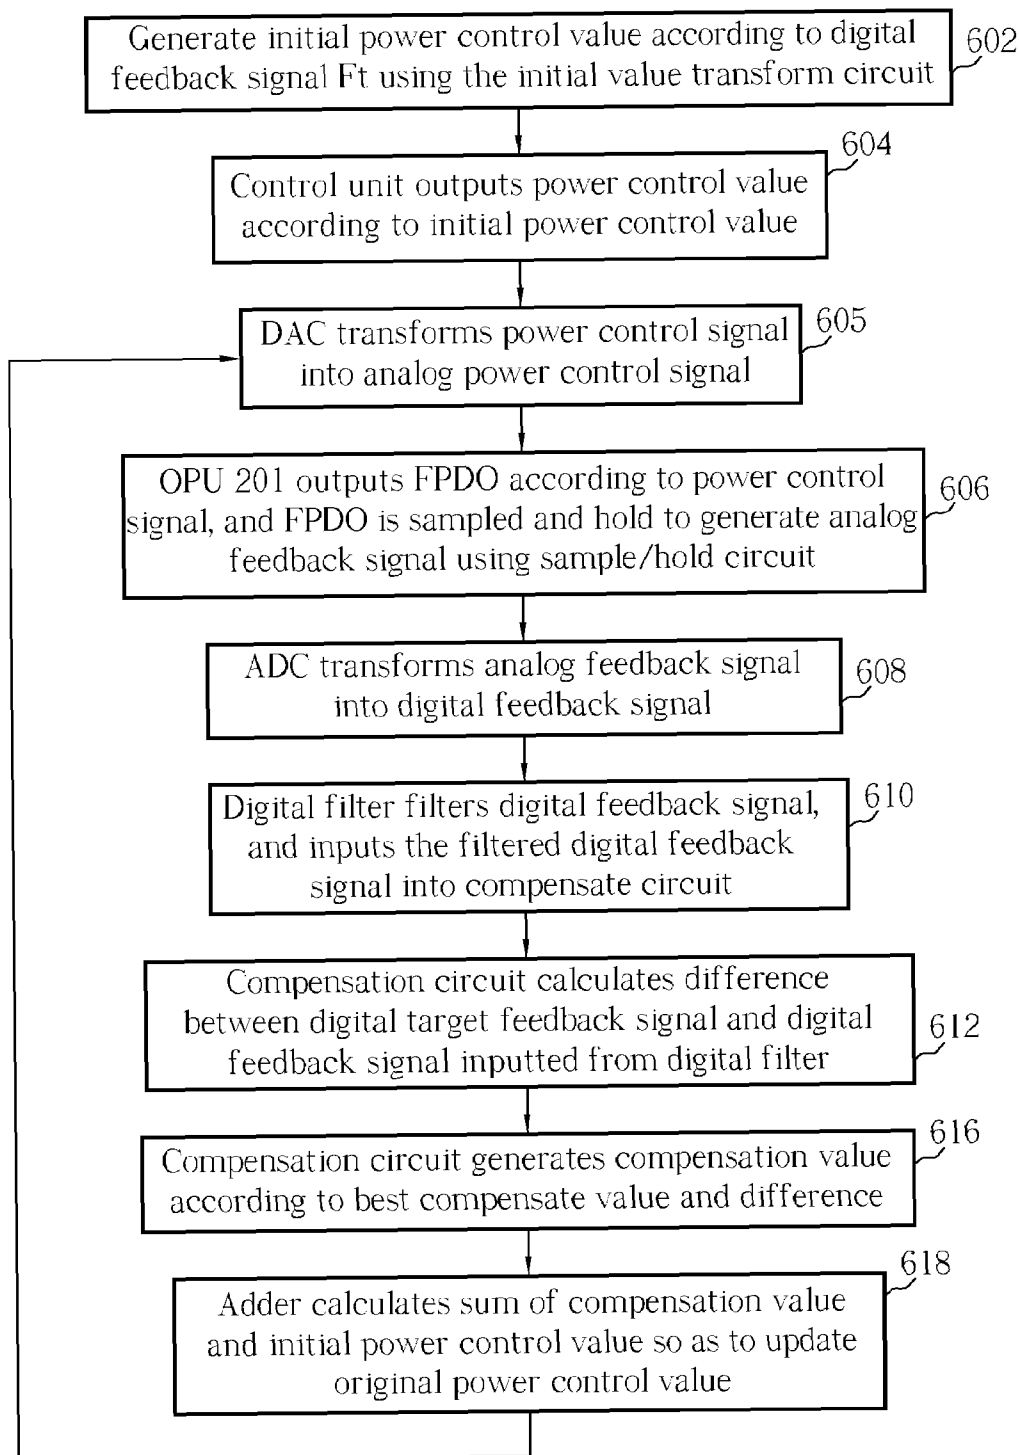 Generate initial power control value according to digital
feedback signal Ft using the initial value transform circuit
602
604
Control unit outputs power control value
according to initial power control value
605
DAC transforms power control signal
into analog power control signal
OPU 201 outputs FPDO according to power control
signal, and FPDO is sampled and hold to generate analog
feedback signal using sample/hold circuit
606
ADC transforms analog feedback signal
into digital feedback signal
608
Digital filter filters digital feedback signal,
and inputs the filtered digital feedback
signal into compensate circuit
610
Compensation circuit calculates difference
between digital target feedback signal and digital
feedback signal inputted from digital filter
612
Compensation circuit generates compensation value
according to best compensate value and difference
616
618
Adder calculates sum of compensation value
and initial power control value so as to update
original power control value